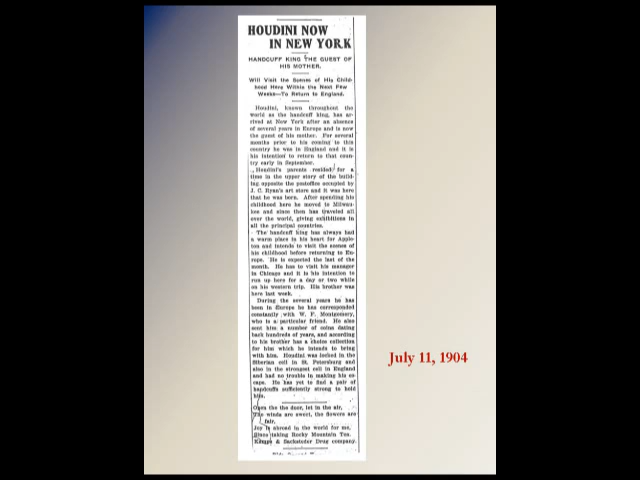 HOUDINI NOW
IN NEW YORK
HANDCUFF KING THE GUEST OF
HIS MOTHER.
Will Visit the Scenes of His Child-
hood Here Within the Next Few
Weeks—To Return to England.
Houdini, known throughout the
world as the handcuff king, has ar-
rived at New York after an absence
of several years in Europe and is now
the guest of his mother. For several
months prior to his coming to this
country he was in England and it is
his intention to return to that coun-
try early in September.
Houdini's parents resided for a
time in the upper story of the build-
ing opposite the postoffice occupied by
J. C. Ryan's art store and it was here
that he was born. After spending his
childhood here he moved to Milwau-
kee and since then has traveled all
over the world, giving exhibitions in
all the principal countries.
The handcuff king has always had
a warm place in his heart for Apple-
ton and intends to visit the scenes of
his childhood before returning to Eu-
rope. He is expected the last of the
month. He has to visit his manager
in Chicago and it is his intention to
run up here for a day or two while
on his western trip. His brother was
here last week.
During the several years he has
been in Europe he has corresponded
constantly with W. F. Montgomery,
who is a particular friend. He also
sent him a number of coins dating
back hundreds of years, and according
to his brother has a choice collection
for him which he intends to bring
with him. Houdini was locked in the
Siberian cell in St. Petersburg and
also in the strongest cell in England
and had no trouble in making his es-
cape. He has yet to find a pair of
handcuffs sufficiently strong to hold
him.
Open the the door, let in the air,
The winds are sweet, the flowers are
fair,
Joy is abroad in the world for me,
Since taking Rocky Mountain Tea.
& Sacksteder Drug company.
July 11, 1904